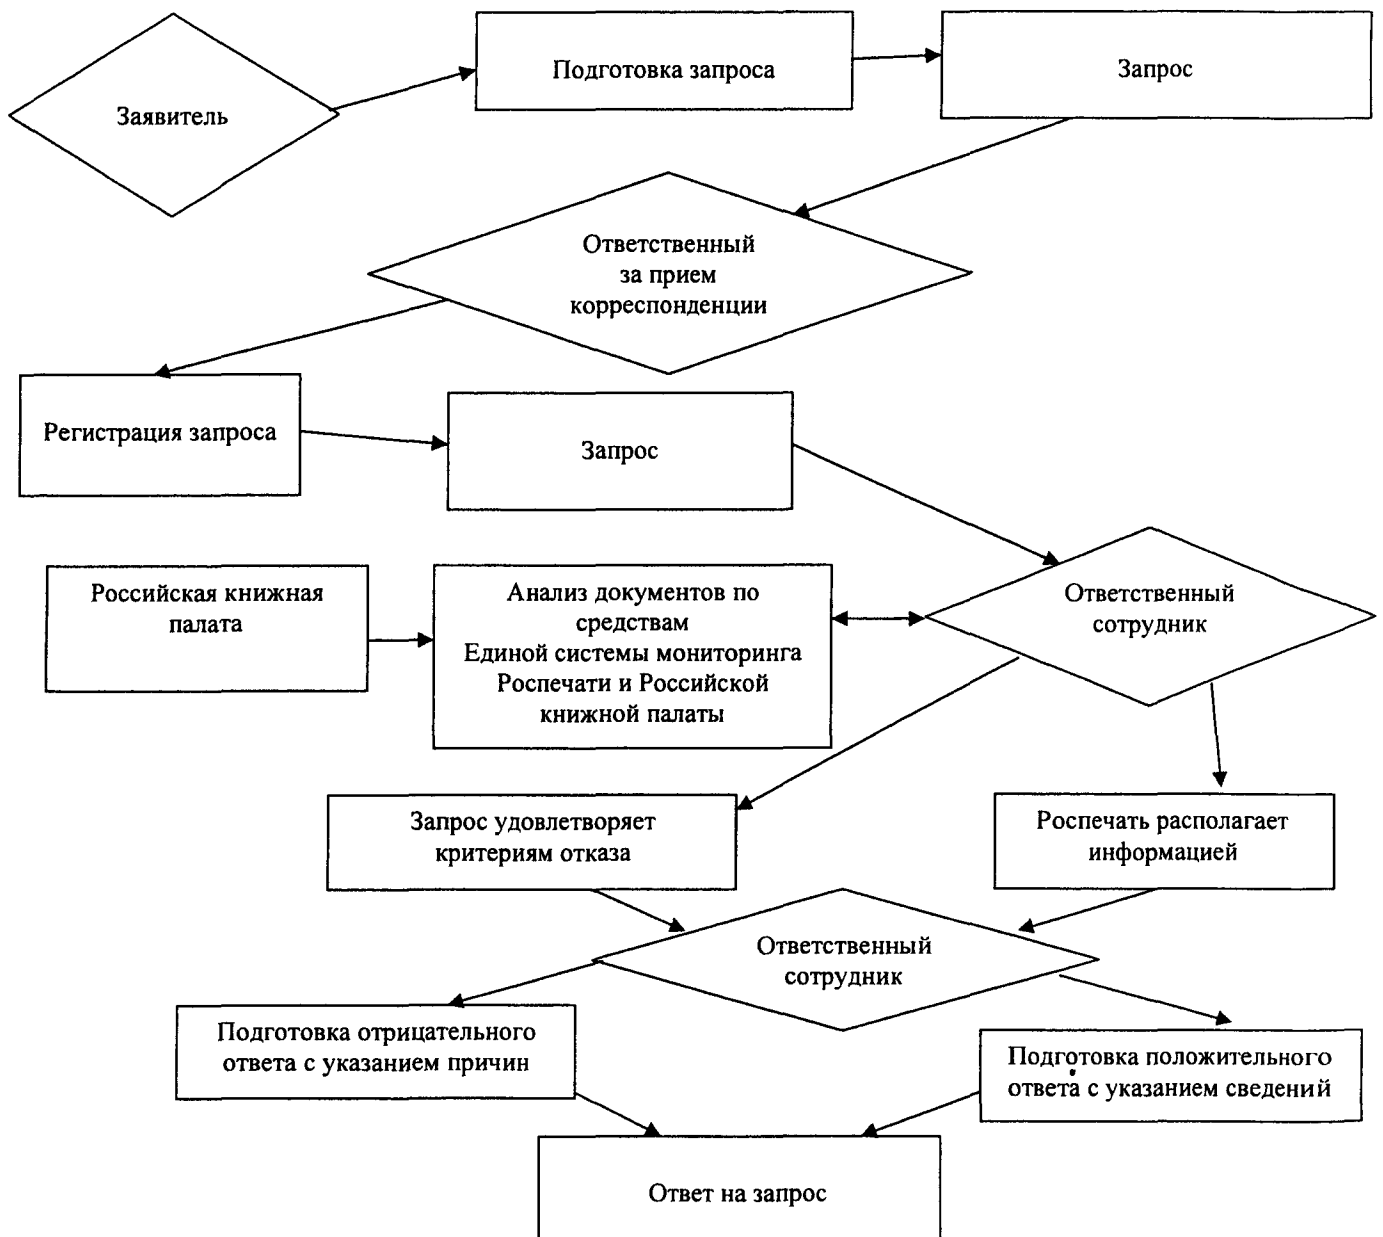 Заявитель
Подготовка запроса
Запрос
Ответственный
за прием
корреспонденции
Регистрация запроса
Запрос
Российская книжная
палата
Анализ документов по
средствам
Единой системы мониторинга
Роспечати и Российской
книжной палаты
Ответственный
сотрудник
Запрос удовлетворяет
критериям отказа
Роспечать располагает
информацией
Ответственный
сотрудник
Подготовка отрицательного
ответа с указанием причин
Подготовка положительного
ответа с указанием сведений
Ответ на запрос